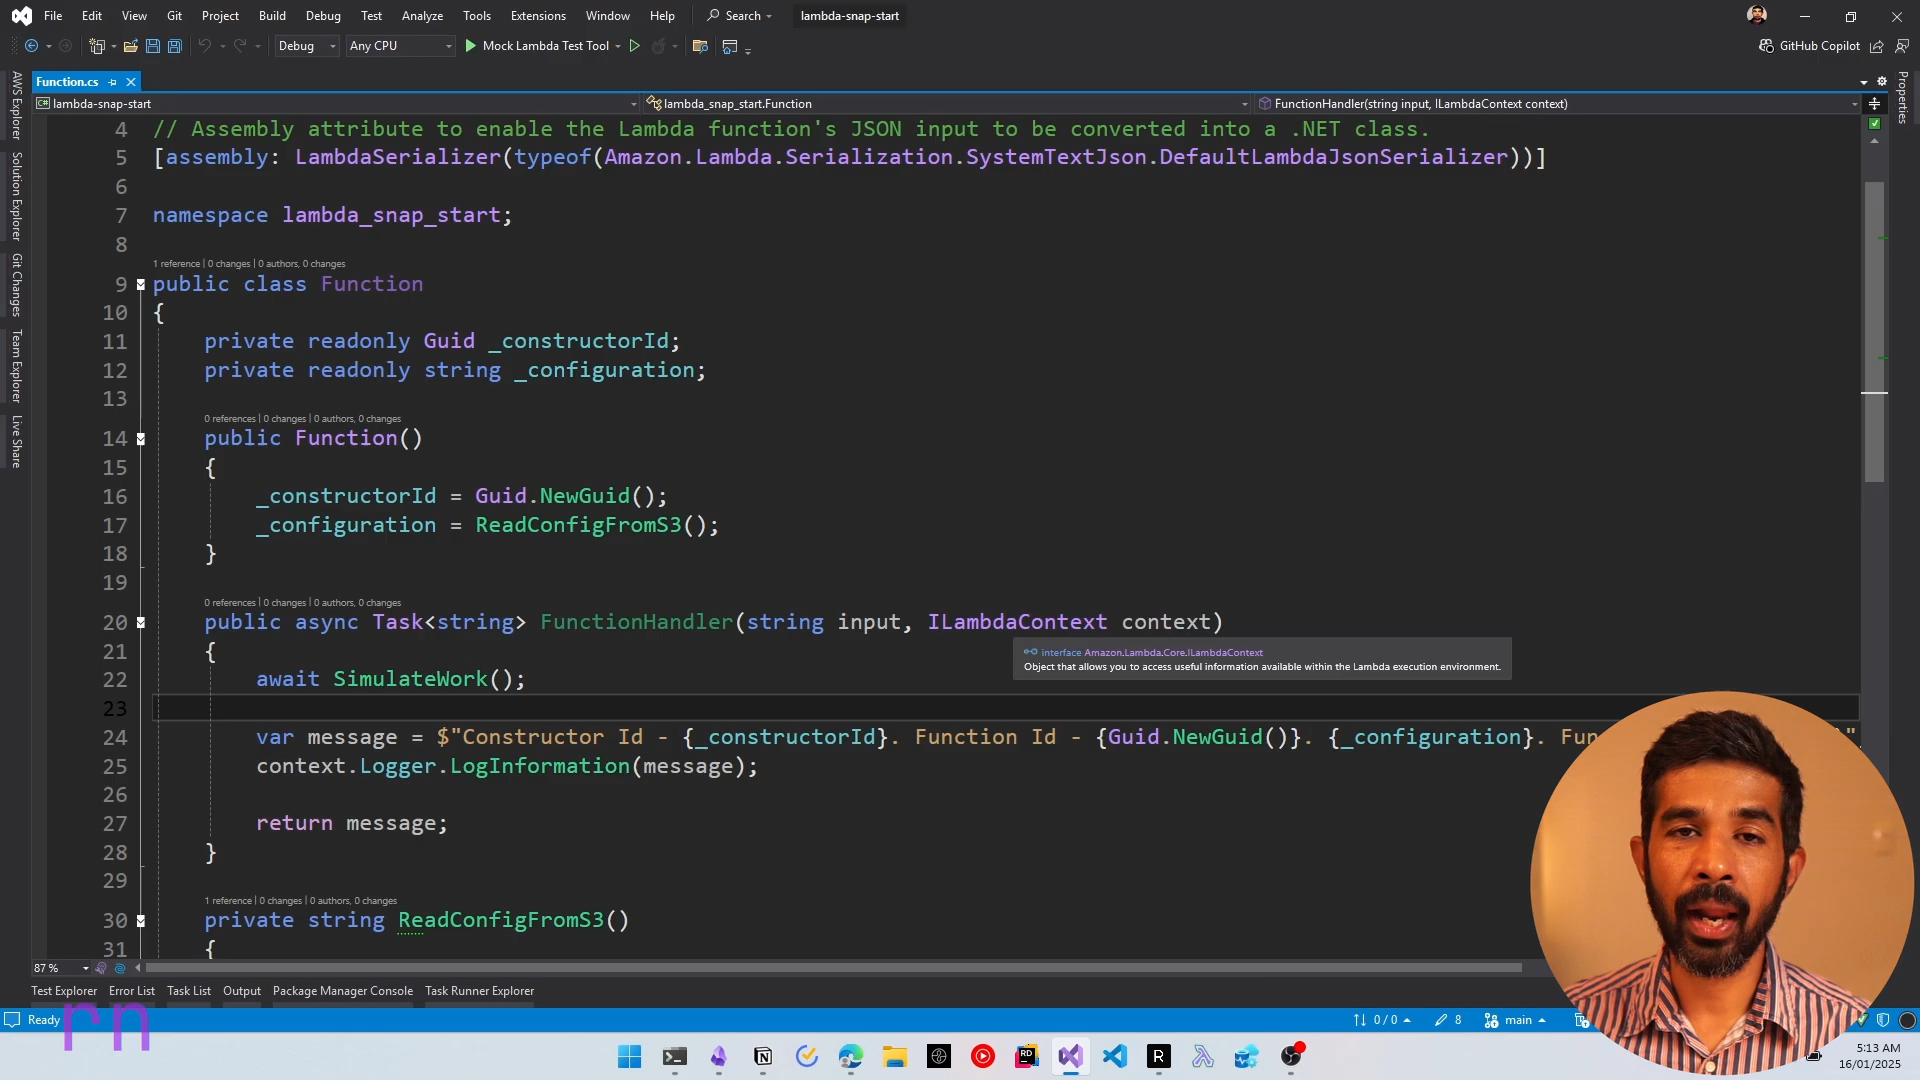 File Edit View Git Project Build Debug Test Analyze Tools Extensions Window Help Search lambda-snap-start
Debug Any CPU Mock Lambda Test Tool GitHub Copilot
Function.cs
lambda-snap-start lambda_snap_start.Function FunctionHandler(string input, ILambdaContext context)
AWS Explorer
Solution Explorer
Git Changes
Team Explorer
Live Share
Properties
4 // Assembly attribute to enable the Lambda function's JSON input to be converted into a .NET class.
5 [assembly: LambdaSerializer(typeof(Amazon.Lambda.Serialization.SystemTextJson.DefaultLambdaJsonSerializer))]
6
7 namespace lambda_snap_start;
8
1 reference | 0 changes | 0 authors, 0 changes
9 public class Function
10 {
11 private readonly Guid _constructorId;
12 private readonly string _configuration;
13
0 references | 0 changes | 0 authors, 0 changes
14 public Function()
15 {
16 _constructorId = Guid.NewGuid();
17 _configuration = ReadConfigFromS3();
18 }
19
0 references | 0 changes | 0 authors, 0 changes
20 public async Task<string> FunctionHandler(string input, ILambdaContext context)
21 {
interface Amazon.Lambda.Core.ILambdaContext
Object that allows you to access useful information available within the Lambda execution environment.
22 await SimulateWork();
23
24 var message = $"Constructor Id - {_constructorId}. Function Id - {Guid.NewGuid()}. {_configuration}. Fun
25 context.Logger.LogInformation(message);
26
27 return message;
28 }
29
1 reference | 0 changes | 0 authors, 0 changes
30 private string ReadConfigFromS3()
31 {
87 %
Test Explorer Error List Task List Output Package Manager Console Task Runner Explorer
Ready 0 / 0 8 main
rn
5:13 AM
16/01/2025